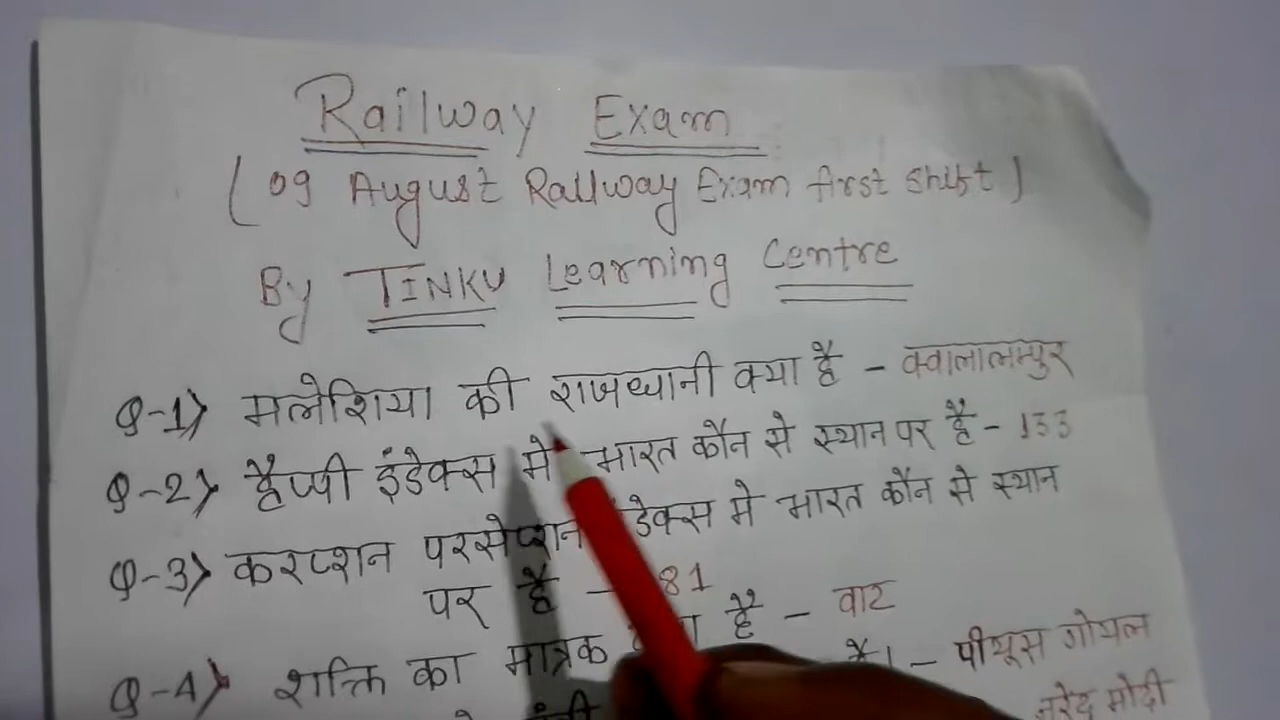 Railway Exam
(09 August Railway Exam first shift)
By TINKU Learning Centre
Q-1) मलेशिया की राजधानी क्या है - क्वालालम्पुर
Q-2) हैप्पी इंडेक्स मे भारत कौन से स्थान पर है - 133
Q-3) करप्शन परसेप्शन डेक्स मे भारत कौन से स्थान
पर है - 81
Q-4) शक्ति का मात्रक है - वाट
है। - पीयूस गोयल
नरेंद्र मोदी